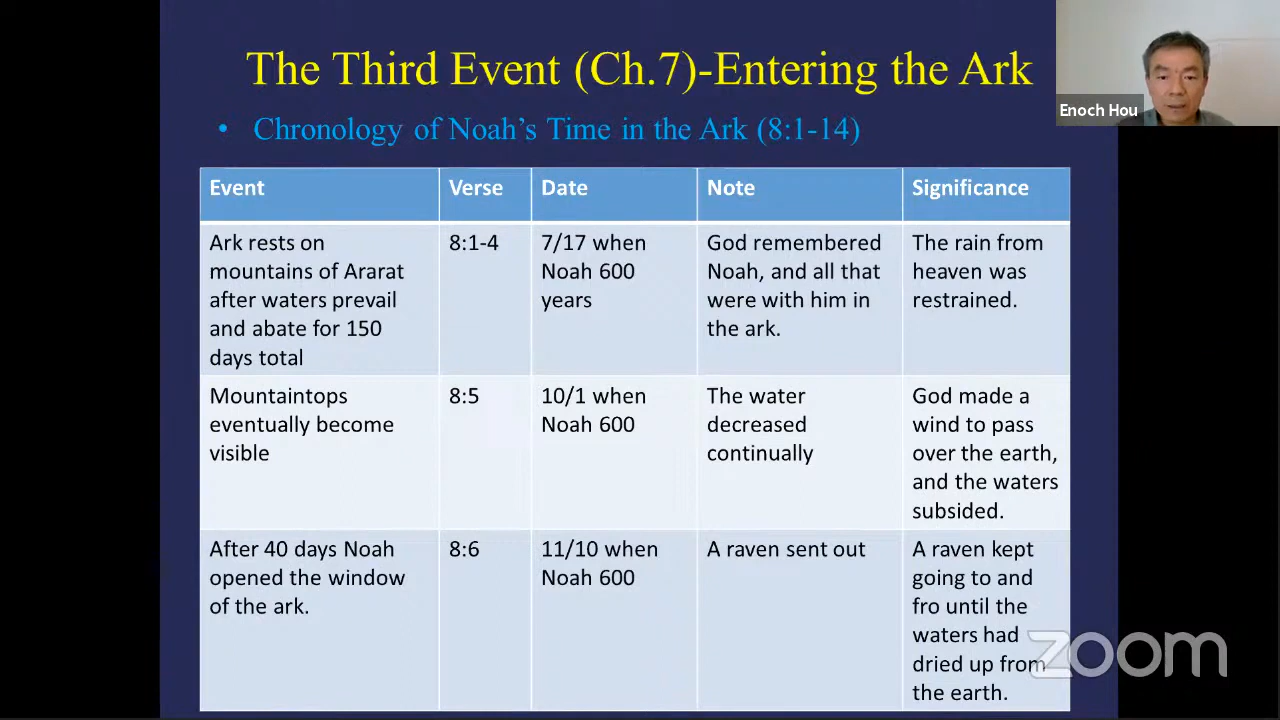 The Third Event (Ch.7)-Entering the Ark
Enoch Hou
• Chronology of Noah's Time in the Ark (8:1-14)
Event Verse Date Note Significance
Ark rests on
mountains of Ararat
after waters prevail
and abate for 150
days total
8:1-4
7/17 when
Noah 600
years
God remembered
Noah, and all that
were with him in
the ark.
The rain from
heaven was
restrained.
Mountaintops
eventually become
visible
8:5
10/1 when
Noah 600
The water
decreased
continually
God made a
wind to pass
over the earth,
and the waters
subsided.
After 40 days Noah
opened the window
of the ark.
8:6
11/10 when
Noah 600
A raven sent out
A raven kept
going to and
fro until the
waters had
dried up from
the earth.
zoom